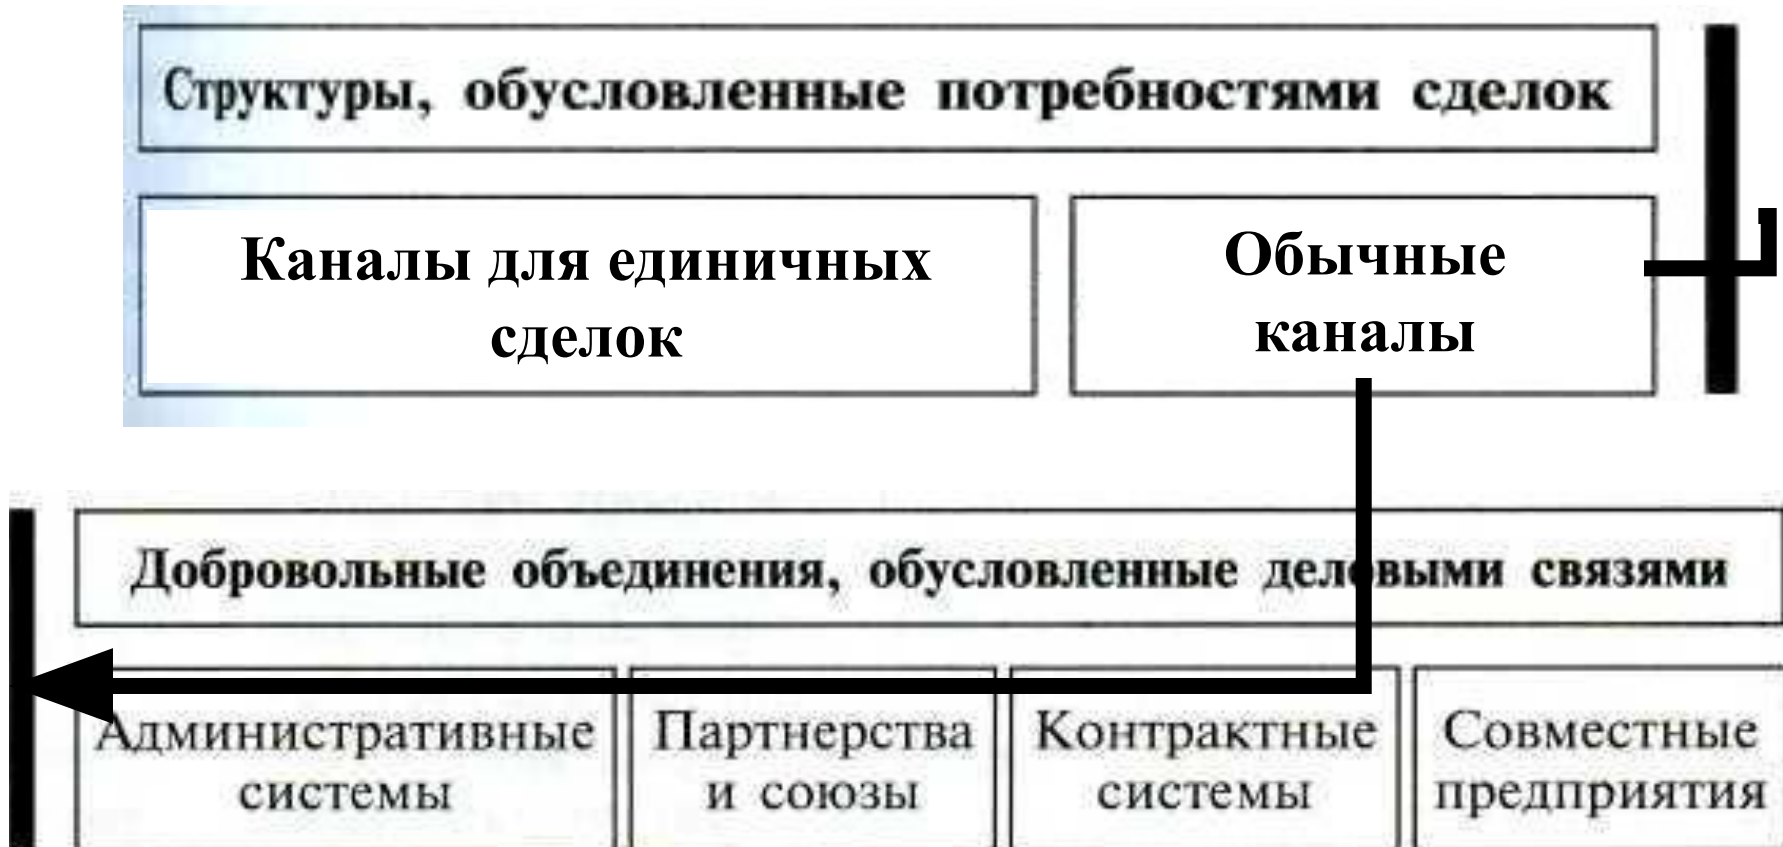 Структуры, обусловленные потребностями сделок
Каналы для единичных
сделок
Обычные
каналы
Добровольные объединения, обусловленные деловыми связями
Административные
системы
Партнерства
и союзы
Контрактные
системы
Совместные
предприятия